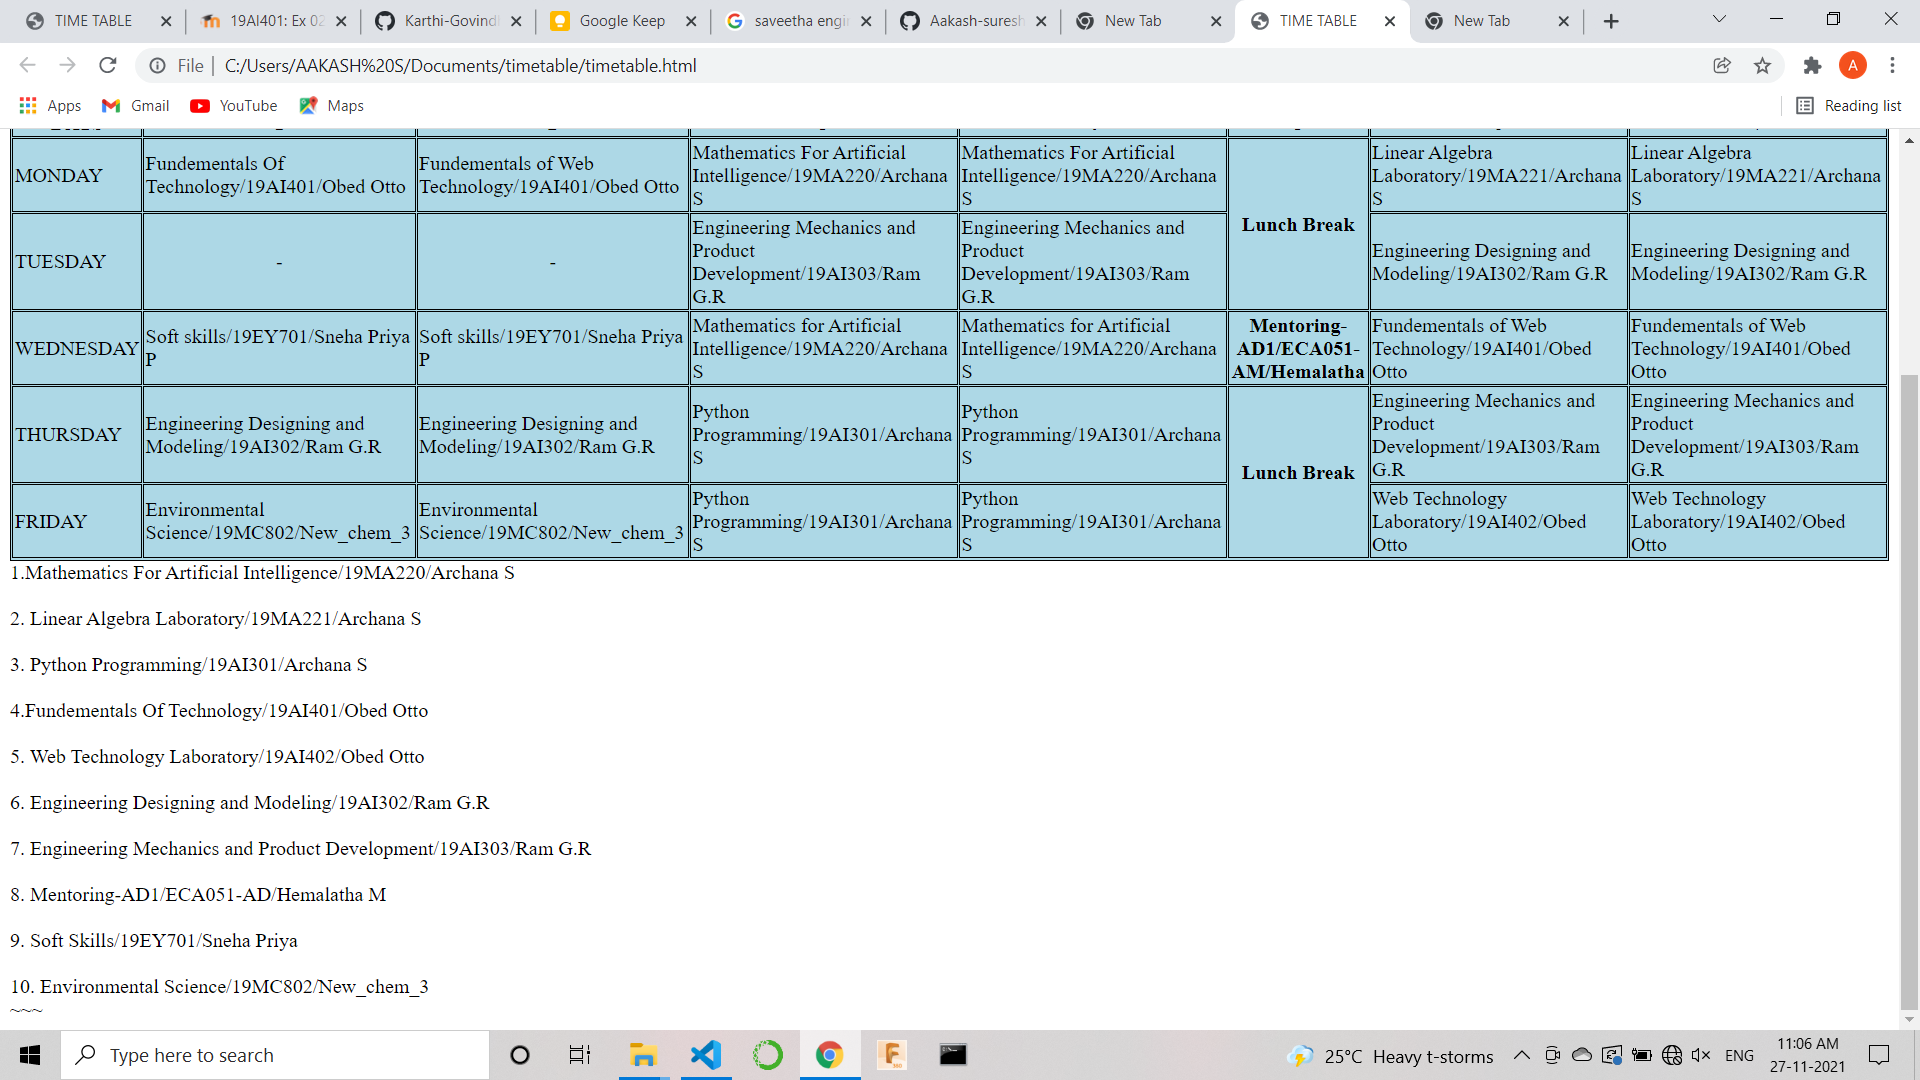 TIME TABLE
19AI401: Ex 02
Karthi-Govind
Google Keep
saveetha engi
Aakash-suresh
New Tab
TIME TABLE
New Tab
File
C:/Users/AAKASH%20S/Documents/timetable/timetable.html
A
Apps
Gmail
YouTube
Maps
Reading list
MONDAY
Fundementals Of
Technology/19AI401/Obed Otto
Fundementals of Web
Technology/19AI401/Obed Otto
Mathematics For Artificial
Intelligence/19MA220/Archana
S
Mathematics For Artificial
Intelligence/19MA220/Archana
S
Lunch Break
Linear Algebra
Laboratory/19MA221/Archana
S
Linear Algebra
Laboratory/19MA221/Archana
S
TUESDAY
-
-
Engineering Mechanics and
Product
Development/19AI303/Ram
G.R
Engineering Mechanics and
Product
Development/19AI303/Ram
G.R
Engineering Designing and
Modeling/19AI302/Ram G.R
Engineering Designing and
Modeling/19AI302/Ram G.R
WEDNESDAY
Soft skills/19EY701/Sneha Priya
P
Soft skills/19EY701/Sneha Priya
P
Mathematics for Artificial
Intelligence/19MA220/Archana
S
Mathematics for Artificial
Intelligence/19MA220/Archana
S
Mentoring-
AD1/ECA051-
AM/Hemalatha
Fundementals of Web
Technology/19AI401/Obed
Otto
Fundementals of Web
Technology/19AI401/Obed
Otto
THURSDAY
Engineering Designing and
Modeling/19AI302/Ram G.R
Engineering Designing and
Modeling/19AI302/Ram G.R
Python
Programming/19AI301/Archana
S
Python
Programming/19AI301/Archana
S
Lunch Break
Engineering Mechanics and
Product
Development/19AI303/Ram
G.R
Engineering Mechanics and
Product
Development/19AI303/Ram
G.R
FRIDAY
Environmental
Science/19MC802/New_chem_3
Environmental
Science/19MC802/New_chem_3
Python
Programming/19AI301/Archana
S
Python
Programming/19AI301/Archana
S
Web Technology
Laboratory/19AI402/Obed
Otto
Web Technology
Laboratory/19AI402/Obed
Otto
1.Mathematics For Artificial Intelligence/19MA220/Archana S
2. Linear Algebra Laboratory/19MA221/Archana S
3. Python Programming/19AI301/Archana S
4.Fundementals Of Technology/19AI401/Obed Otto
5. Web Technology Laboratory/19AI402/Obed Otto
6. Engineering Designing and Modeling/19AI302/Ram G.R
7. Engineering Mechanics and Product Development/19AI303/Ram G.R
8. Mentoring-AD1/ECA051-AD/Hemalatha M
9. Soft Skills/19EY701/Sneha Priya
10. Environmental Science/19MC802/New_chem_3
~~~
Type here to search
25°C Heavy t-storms
ENG
11:06 AM
27-11-2021